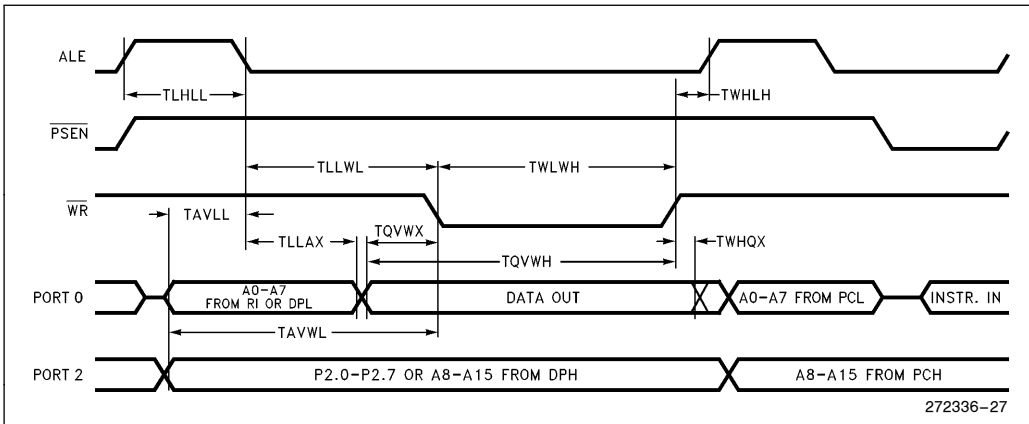 ALE
TLHLL
TWHLH
PSEN
TLLWL
TWLWH
WR
TAVLL
TQVWX
TLLAX
TWHQX
TQVWH
PORT 0
A0–A7
FROM RI OR DPL
DATA OUT
A0–A7 FROM PCL
INSTR. IN
TAVWL
PORT 2
P2.0–P2.7 OR A8–A15 FROM DPH
A8–A15 FROM PCH
272336–27